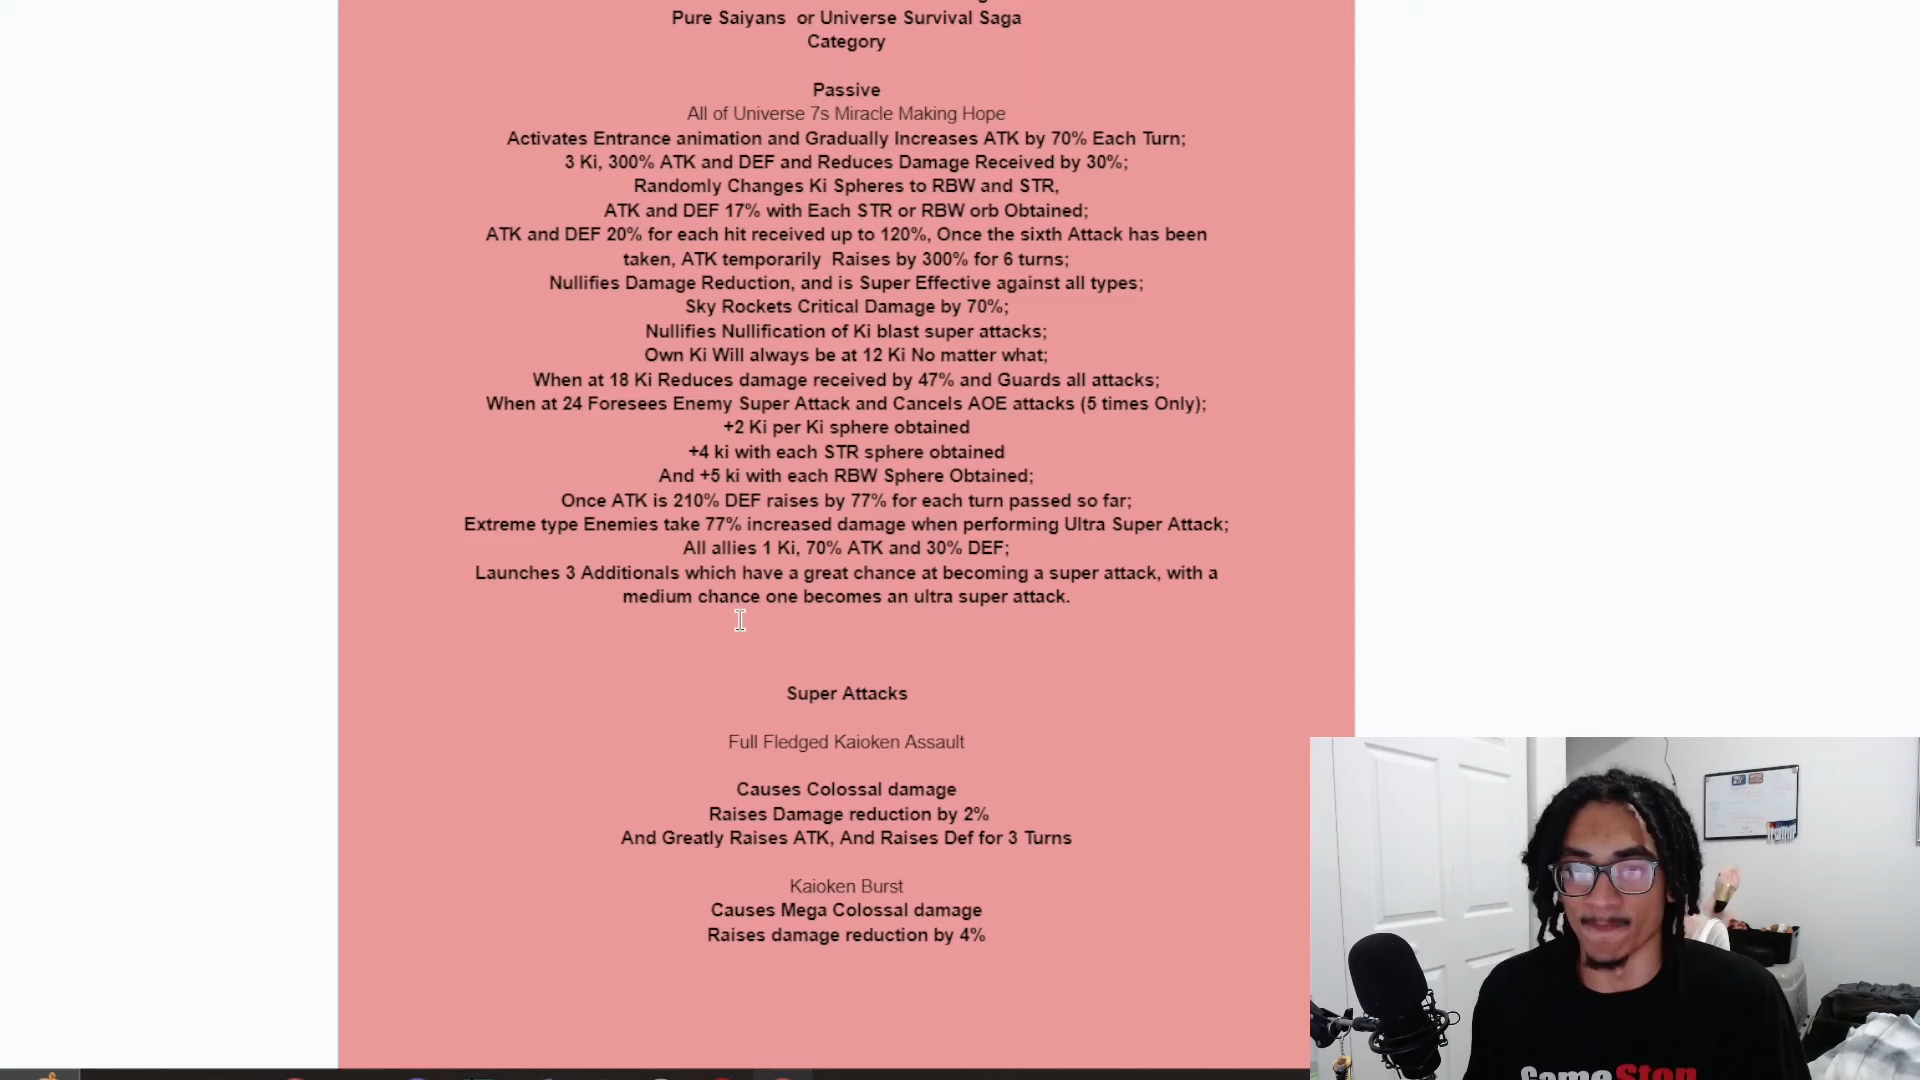 Pure Saiyans or Universe Survival Saga
Category
Passive
All of Universe 7s Miracle Making Hope
Activates Entrance animation and Gradually Increases ATK by 70% Each Turn;
3 Ki, 300% ATK and DEF and Reduces Damage Received by 30%;
Randomly Changes Ki Spheres to RBW and STR,
ATK and DEF 17% with Each STR or RBW orb Obtained;
ATK and DEF 20% for each hit received up to 120%, Once the sixth Attack has been
taken, ATK temporarily Raises by 300% for 6 turns;
Nullifies Damage Reduction, and is Super Effective against all types;
Sky Rockets Critical Damage by 70%;
Nullifies Nullification of Ki blast super attacks;
Own Ki Will always be at 12 Ki No matter what;
When at 18 Ki Reduces damage received by 47% and Guards all attacks;
When at 24 Foresees Enemy Super Attack and Cancels AOE attacks (5 times Only);
+2 Ki per Ki sphere obtained
+4 ki with each STR sphere obtained
And +5 ki with each RBW Sphere Obtained;
Once ATK is 210% DEF raises by 77% for each turn passed so far;
Extreme type Enemies take 77% increased damage when performing Ultra Super Attack;
All allies 1 Ki, 70% ATK and 30% DEF;
Launches 3 Additionals which have a great chance at becoming a super attack, with a
medium chance one becomes an ultra super attack.
Super Attacks
Full Fledged Kaioken Assault
Causes Colossal damage
Raises Damage reduction by 2%
And Greatly Raises ATK, And Raises Def for 3 Turns
Kaioken Burst
Causes Mega Colossal damage
Raises damage reduction by 4%
GameStop